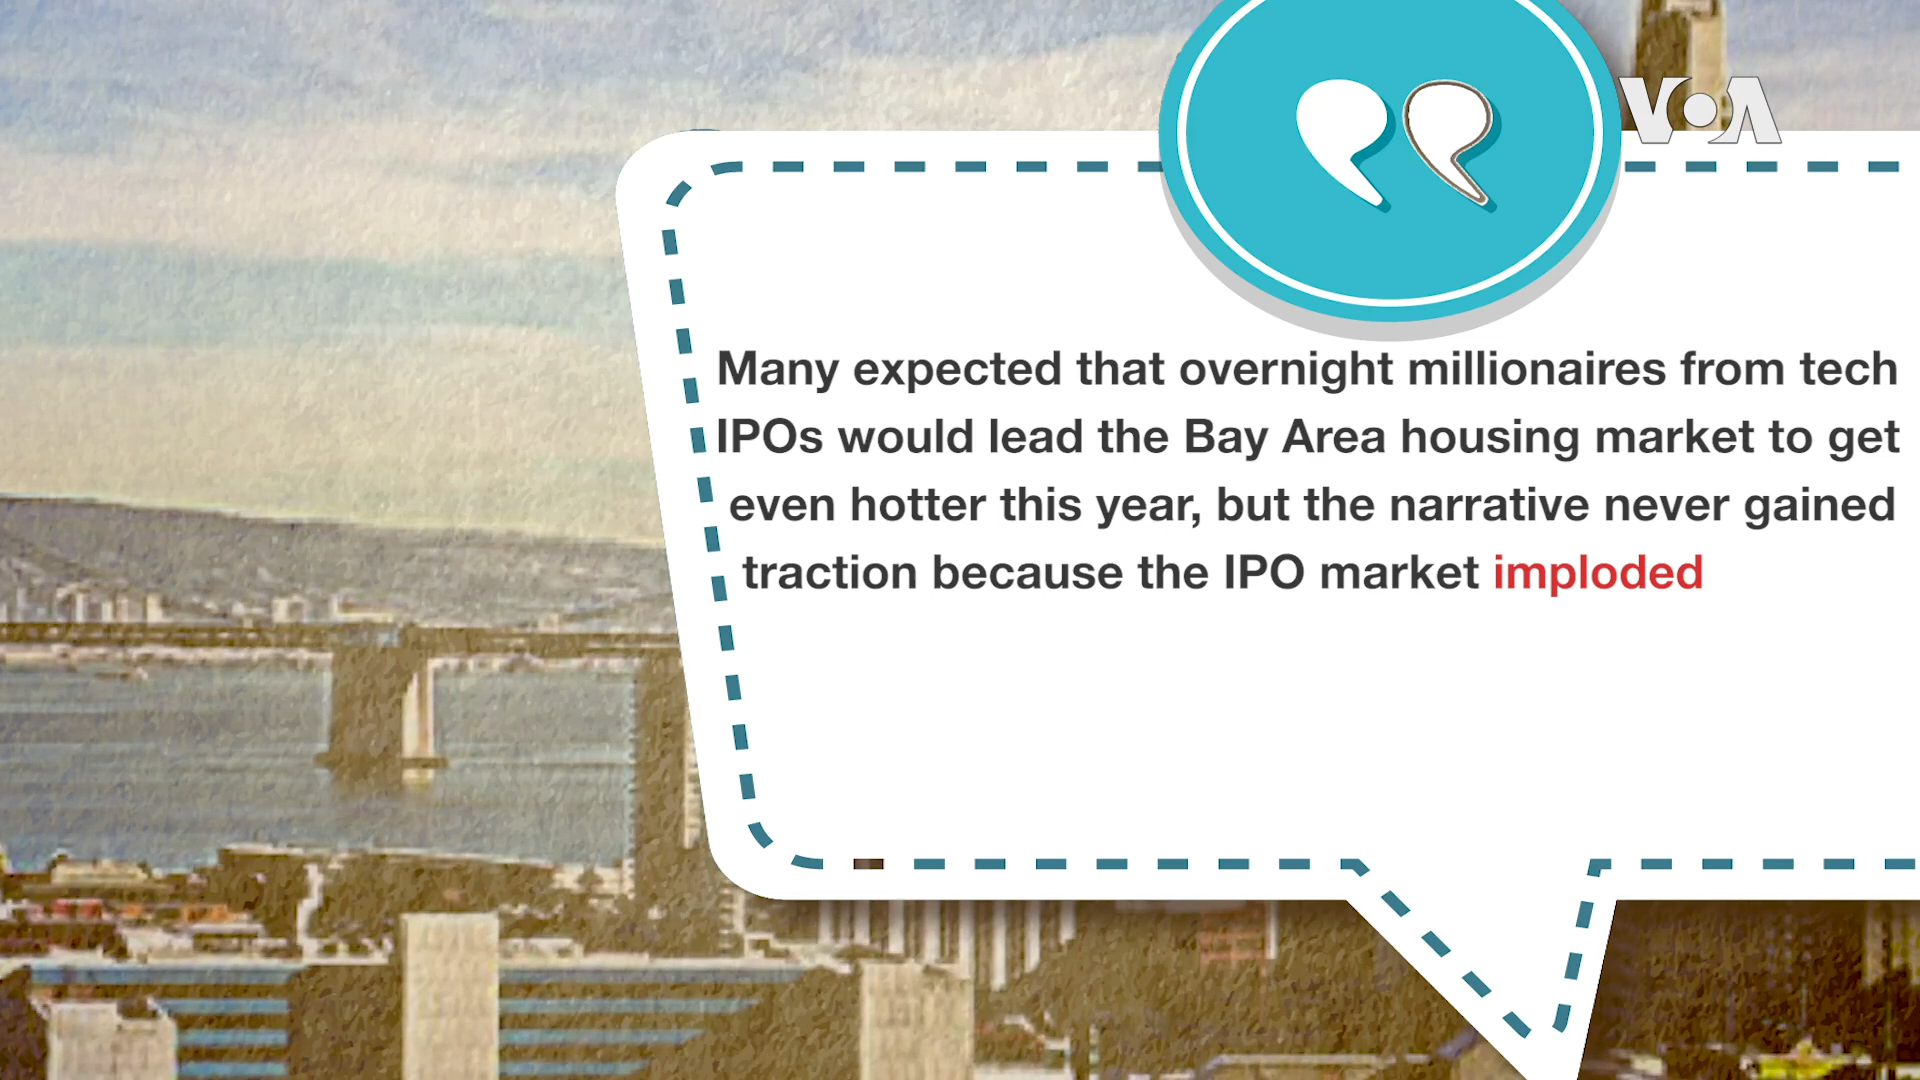 VOA
Many expected that overnight millionaires from tech
IPOs would lead the Bay Area housing market to get
even hotter this year, but the narrative never gained
traction because the IPO market imploded